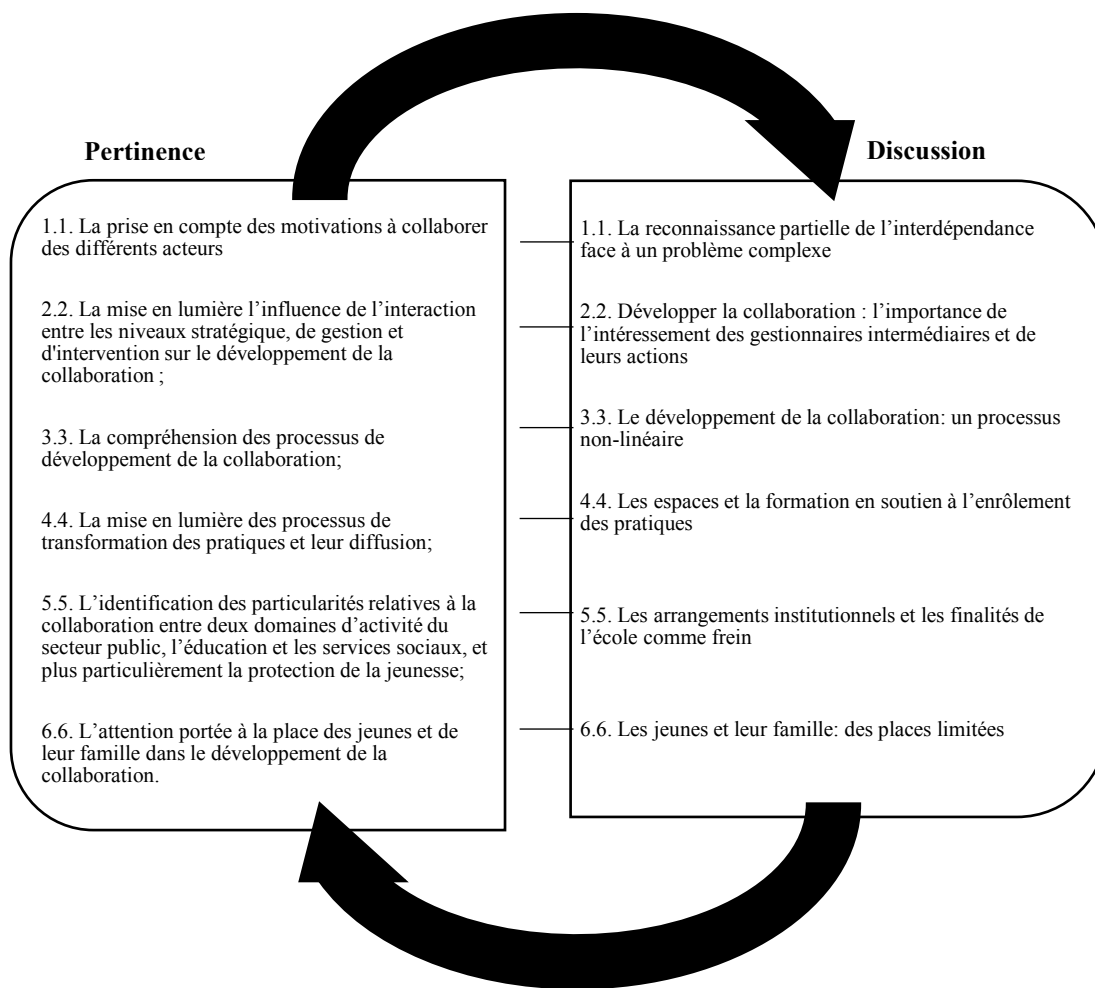 Pertinence
1.1. La prise en compte des motivations à collaborer
des différents acteurs
2.2. La mise en lumière l’influence de l’interaction
entre les niveaux stratégique, de gestion et
d'intervention sur le développement de la
collaboration ;
3.3. La compréhension des processus de
développement de la collaboration;
4.4. La mise en lumière des processus de
transformation des pratiques et leur diffusion;
5.5. L’identification des particularités relatives à la
collaboration entre deux domaines d’activité du
secteur public, l’éducation et les services sociaux, et
plus particulièrement la protection de la jeunesse;
6.6. L’attention portée à la place des jeunes et de
leur famille dans le développement de la
collaboration.
Discussion
1.1. La reconnaissance partielle de l’interdépendance
face à un problème complexe
2.2. Développer la collaboration : l’importance de
l’intéressement des gestionnaires intermédiaires et de
leurs actions
3.3. Le développement de la collaboration: un processus
non-linéaire
4.4. Les espaces et la formation en soutien à l’enrôlement
des pratiques
5.5. Les arrangements institutionnels et les finalités de
l’école comme frein
6.6. Les jeunes et leur famille: des places limitées